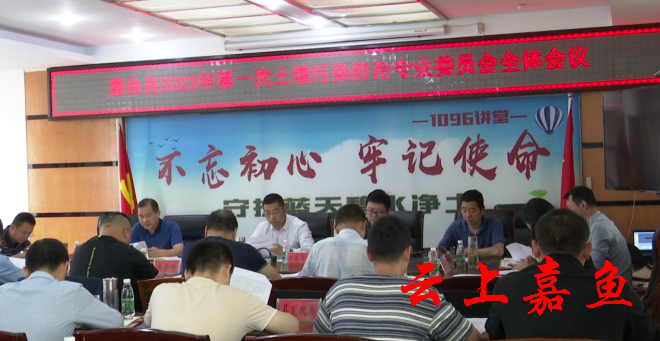 嘉鱼县2023年第一次土壤污染防治专业委员会全体会议
—1096讲堂—
不忘初心 牢记使命
守护蓝天碧水净土
云上嘉鱼